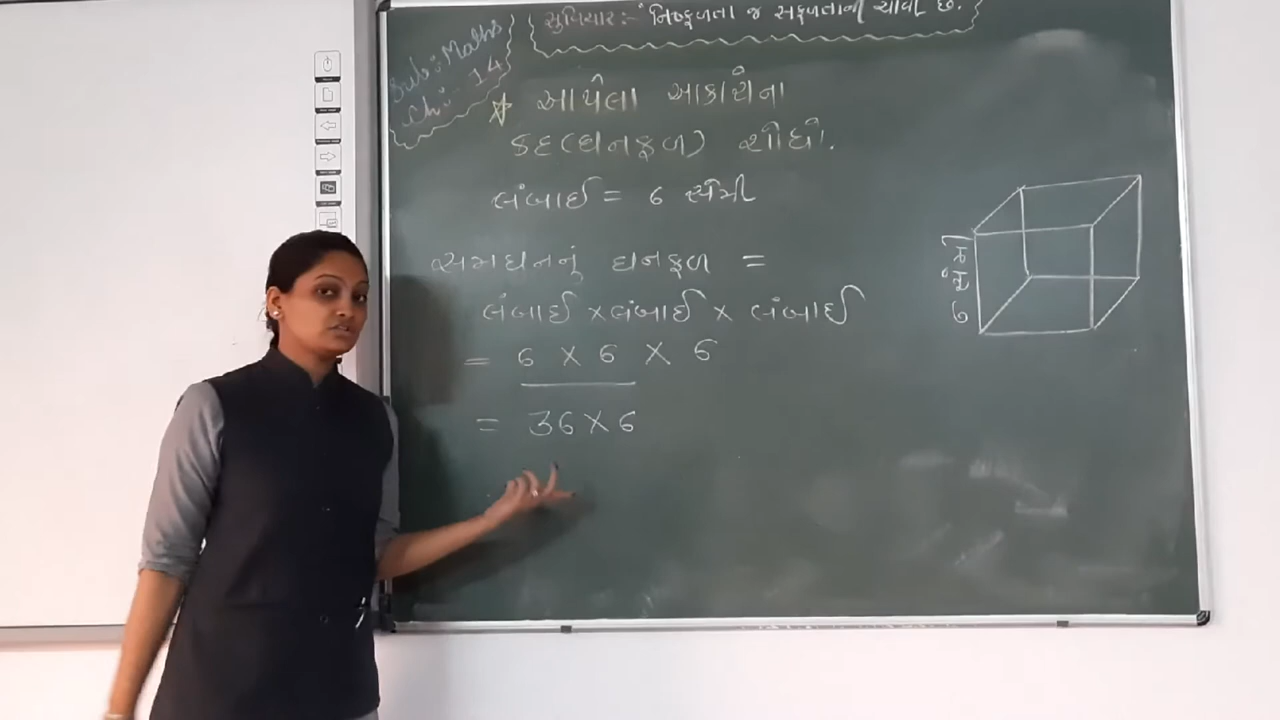 સુવિચાર:- "નિષ્ફળતા જ સફળતાની ચાવી છે.
Sub: Maths
Ch:- 14
આપેલા આકારોના
કદ(ઘનફળ) શોધો.
લંબાઈ = 6 સેમી
સમઘનનું ઘનફળ =
લંબાઈ × લંબાઈ × લંબાઈ
= 6 × 6 × 6
= 36 × 6
6 સેમી